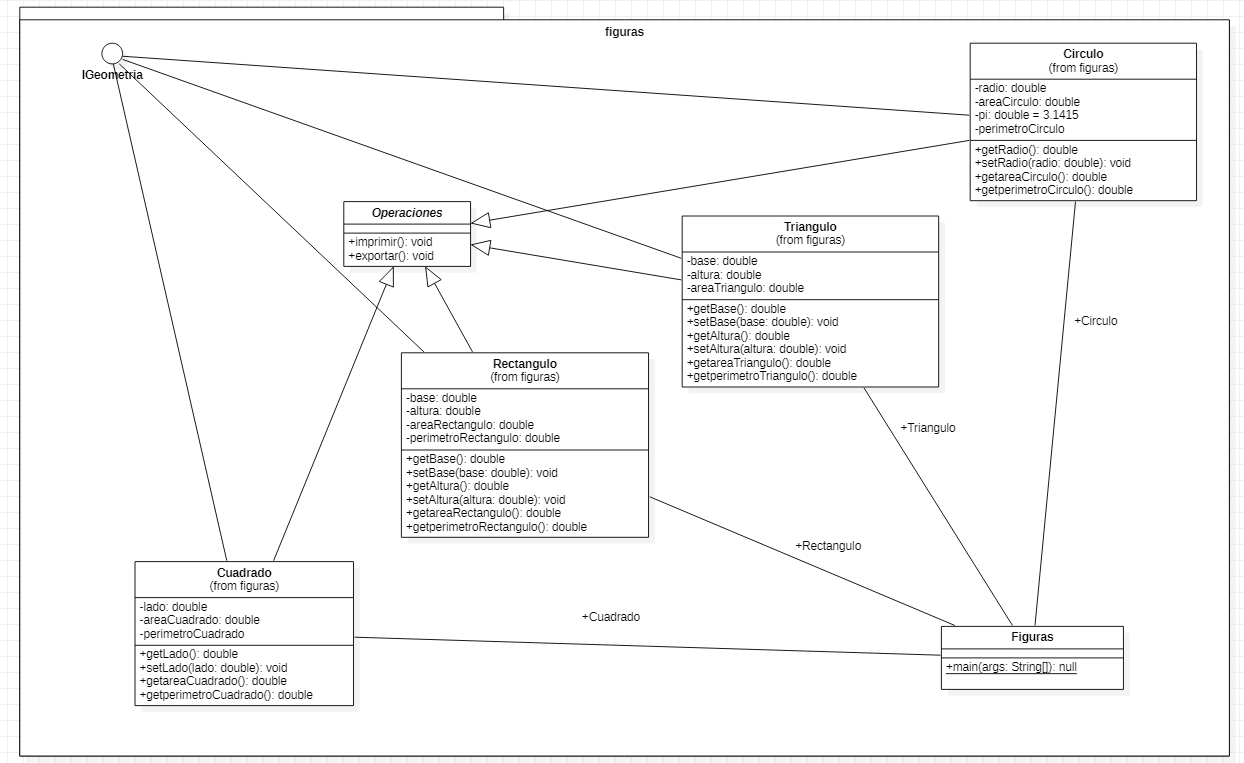 figuras
IGeometria
Circulo
(from figuras)
-radio: double
-areaCirculo: double
-pi: double = 3.1415
-perimetroCirculo
+getRadio(): double
+setRadio(radio: double): void
+getareaCirculo(): double
+getperimetroCirculo(): double
Operaciones
+imprimir(): void
+exportar(): void
Triangulo
(from figuras)
-base: double
-altura: double
-areaTriangulo: double
+getBase(): double
+setBase(base: double): void
+getAltura(): double
+setAltura(altura: double): void
+getareaTriangulo(): double
+getperimetroTriangulo(): double
+Circulo
Rectangulo
(from figuras)
-base: double
-altura: double
-areaRectangulo: double
-perimetroRectangulo: double
+getBase(): double
+setBase(base: double): void
+getAltura(): double
+setAltura(altura: double): void
+getareaRectangulo(): double
+getperimetroRectangulo(): double
+Triangulo
+Rectangulo
Cuadrado
(from figuras)
-lado: double
-areaCuadrado: double
-perimetroCuadrado
+getLado(): double
+setLado(lado: double): void
+getareaCuadrado(): double
+getperimetroCuadrado(): double
+Cuadrado
Figuras
+main(args: String[]): null